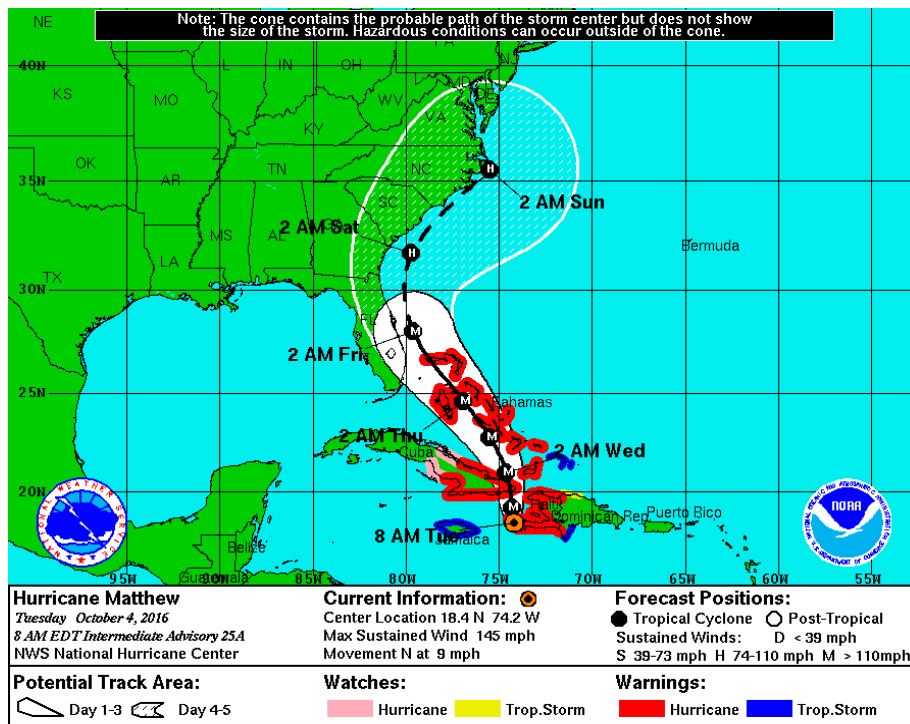 Note: The cone contains the probable path of the storm center but does not show
the size of the storm. Hazardous conditions can occur outside of the cone.
NE
IN
OH
NJ
40N
MD
DE
KS
MO
WV
VA
KY
OK
TN
NC
AR
35N
SC
2 AM Sun
MS
AL
2 AM Sat
Bermuda
LA
TX
30N
FL
2 AM Fri
25N
Bahamas
2 AM Thu
2 AM Wed
Cuba
20N
Haiti
Puerto Rico
Dominican Rep
8 AM Tue
Jamaica
Belize
Guatemala
95W
90W
85W
80W
75W
70W
65W
60W
55W
H
H
M
M
M
M
M
NATIONAL WEATHER SERVICE
NOAA
Hurricane Matthew
Tuesday October 4, 2016
8 AM EDT Intermediate Advisory 25A
NWS National Hurricane Center
Current Information:
Center Location 18.4 N 74.2 W
Max Sustained Wind 145 mph
Movement N at 9 mph
Forecast Positions:
Tropical Cyclone Post-Tropical
Sustained Winds: D < 39 mph
S 39-73 mph H 74-110 mph M > 110mph
Potential Track Area:
Day 1-3 Day 4-5
Watches:
Hurricane Trop.Storm
Warnings:
Hurricane Trop.Storm